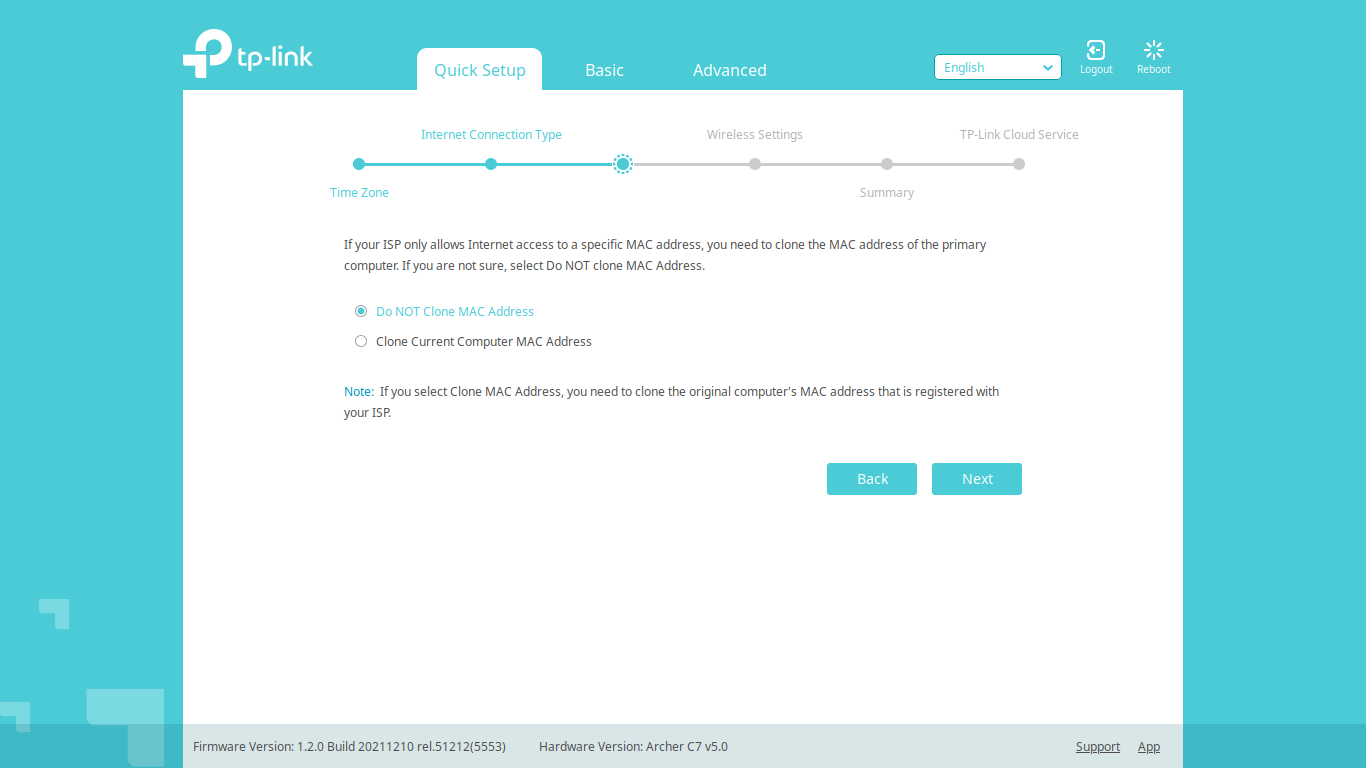 tp-link
Quick Setup
Basic
Advanced
English
Logout
Reboot
Internet Connection Type
Wireless Settings
TP-Link Cloud Service
Time Zone
Summary
If your ISP only allows Internet access to a specific MAC address, you need to clone the MAC address of the primary
computer. If you are not sure, select Do NOT clone MAC Address.
Do NOT Clone MAC Address
Clone Current Computer MAC Address
Note: If you select Clone MAC Address, you need to clone the original computer's MAC address that is registered with
your ISP.
Back
Next
Firmware Version: 1.2.0 Build 20211210 rel.51212(5553)
Hardware Version: Archer C7 v5.0
Support
App